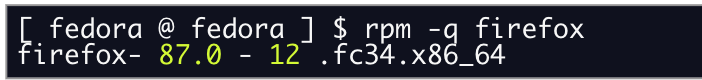 [ fedora @ fedora ] $ rpm -q firefox
firefox- 87.0 - 12 .fc34.x86_64